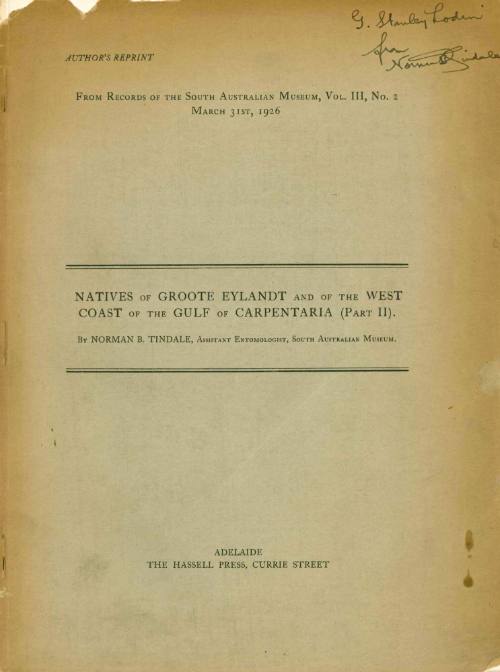 G. Stanley Loder
from
Norman B. Tindale
AUTHOR'S REPRINT
FROM RECORDS OF THE SOUTH AUSTRALIAN MUSEUM, VOL. III, NO. 2
MARCH 31ST, 1926
NATIVES OF GROOTE EYLANDT AND OF THE WEST
COAST OF THE GULF OF CARPENTARIA (PART II).
BY NORMAN B. TINDALE, ASSISTANT ENTOMOLOGIST, SOUTH AUSTRALIAN MUSEUM.
ADELAIDE
THE HASSELL PRESS, CURRIE STREET